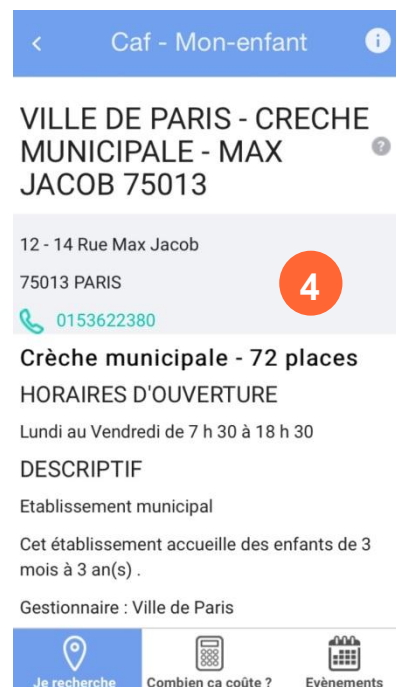 Caf - Mon-enfant
VILLE DE PARIS - CRECHE
MUNICIPALE - MAX
JACOB 75013
12 - 14 Rue Max Jacob
75013 PARIS
4
0153622380
Crèche municipale - 72 places
HORAIRES D'OUVERTURE
Lundi au Vendredi de 7 h 30 à 18 h 30
DESCRIPTIF
Etablissement municipal
Cet établissement accueille des enfants de 3
mois à 3 an(s) .
Gestionnaire : Ville de Paris
Je recherche Combien ça coûte ? Evènements